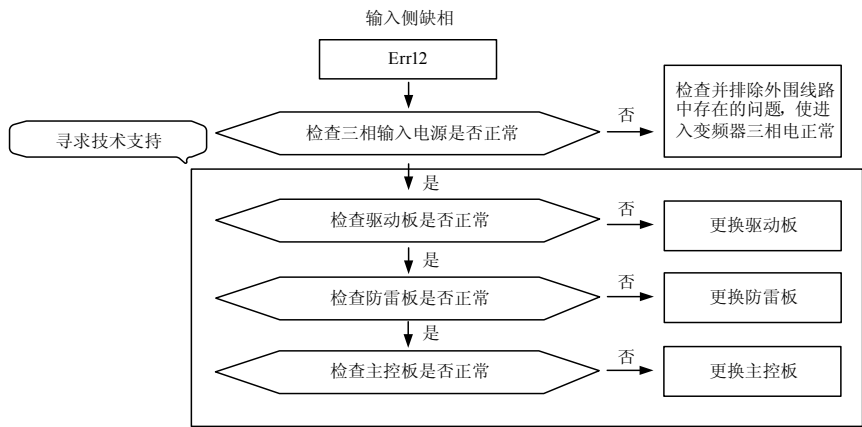 输入侧缺相
Err12
检查三相输入电源是否正常
否
检查并排除外围线路
中存在的问题,使进
入变频器三相电正常
寻求技术支持
是
检查驱动板是否正常
否
更换驱动板
是
检查防雷板是否正常
否
更换防雷板
是
检查主控板是否正常
否
更换主控板